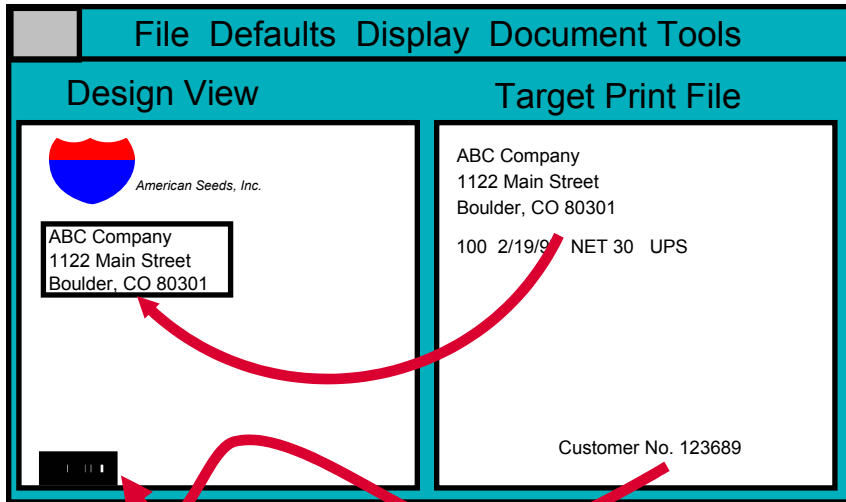 File Defaults Display Document Tools
Design View
American Seeds, Inc.
ABC Company
1122 Main Street
Boulder, CO 80301
Target Print File
ABC Company
1122 Main Street
Boulder, CO 80301
100 NET 30 UPS
Customer No. 123689